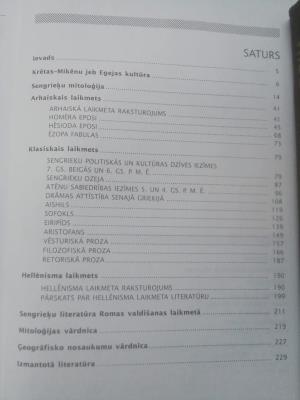 SATURS
Ievads 5
Krētas-Mikēnu jeb Egejas kultūra 6
Sengrieķu mitoloģija 14
Arhaiskais laikmets 41
ARHAISKĀ LAIKMETA RAKSTUROJUMS 41
HOMĒRA EPOSI 45
HĒSIODA EPOSI 68
EZOPA FABULAS 73
Klasiskais laikmets 79
SENGRIEĶU POLITISKĀS UN KULTŪRAS DZĪVES IEZĪMES
7. GS. BEIGĀS UN 6. GS. P. M. Ē. 79
SENGRIEĶU DZEJA 87
ATĒNU SABIEDRĪBAS IEZĪMES 5. UN 4. GS. P. M. Ē. 96
DRĀMAS ATTĪSTĪBA SENAJĀ GRIEĶIJĀ 108
AISHILS 119
SOFOKLS 126
EIRIPĪDS 139
ARISTOFANS 149
VĒSTURISKĀ PROZA 157
FILOZOFISKĀ PROZA 166
RETORISKĀ PROZA 187
Hellēnisma laikmets 190
HELLĒNISMA LAIKMETA RAKSTUROJUMS 190
PĀRSKATS PAR HELLĒNISMA LAIKMETA LITERATŪRU 199
Sengrieķu literatūra Romas valdīšanas laikmetā 211
Mitoloģijas vārdnīca 219
Ģeogrāfisko nosaukumu vārdnīca 227
Izmantotā literatūra 229